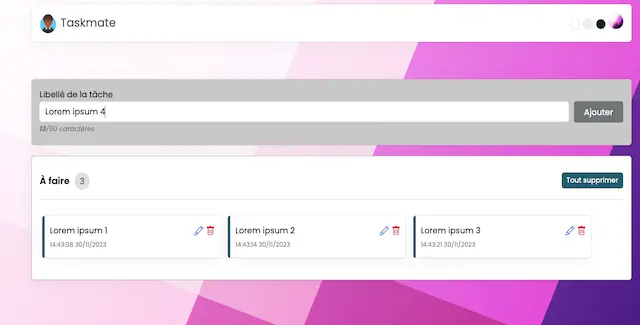 Taskmate
Libellé de la tâche
Lorem ipsum 4
Ajouter
13/50 caractères
À faire 3
Tout supprimer
Lorem ipsum 1
14:43:08 30/11/2023
Lorem ipsum 2
14:43:14 30/11/2023
Lorem ipsum 3
14:43:21 30/11/2023